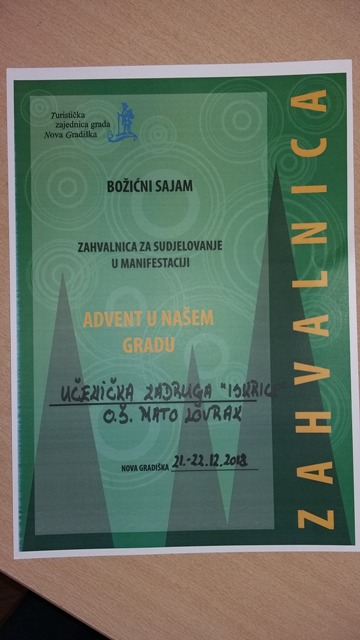 Turistička
zajednica grada
Nova Gradiška
BOŽIĆNI SAJAM
ZAHVALNICA ZA SUDJELOVANJE
U MANIFESTACIJI
ADVENT U NAŠEM
GRADU
UČENIČKA ZADRUGA "ISKRICE"
O.Š. MATO LOVRAK
NOVA GRADIŠKA 21.-22.12.2018
ZAHVALNICA